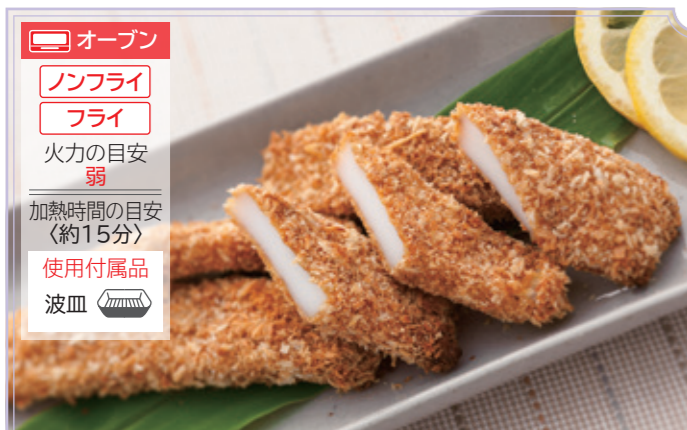 オーブン
ノンフライ
フライ
火力の目安
弱
加熱時間の目安
〈約15分〉
使用付属品
波皿